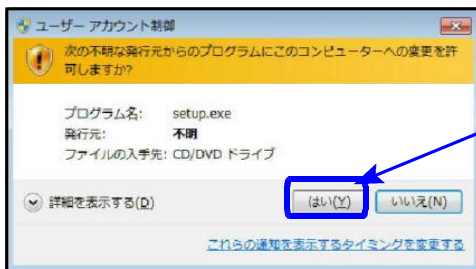 ユーザー アカウント制御
次の不明な発行元からのプログラムにこのコンピューターへの変更を許
可しますか?
プログラム名: setup.exe
発行元: 不明
ファイルの入手先: CD/DVD ドライブ
詳細を表示する(D)
はい(Y)
いいえ(N)
これらの通知を表示するタイミングを変更する